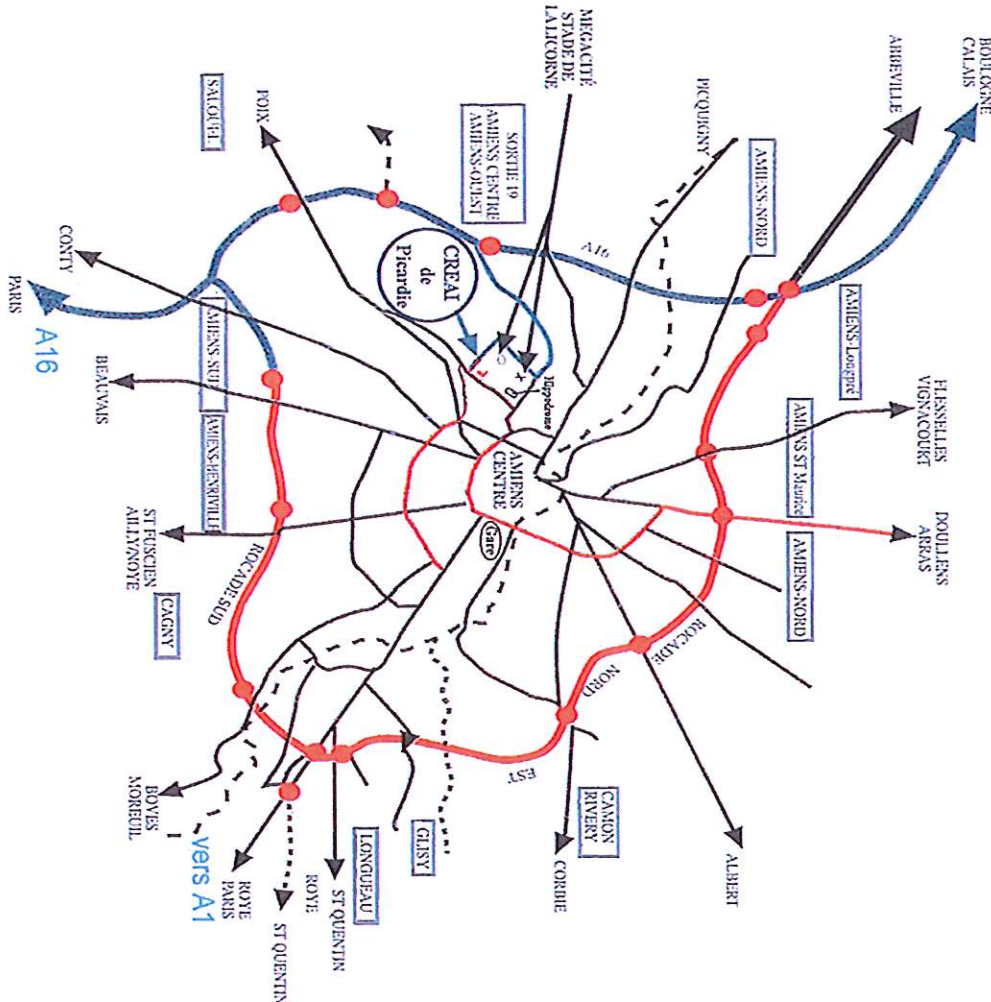 BOULOGNE
CALAIS
ABBEVILLE
MEGACITÉ
STADE DE
LALICORNE
PICQUIGNY
AMIENS-NORD
SALOUEL
POIX
SORTIE 19
AMIENS CENTRE
AMIENS-OUEST
A16
CREAI
de
Picardie
CONTY
PARIS
A16
AMIENS-SUD
BEAUVAIS
AMIENS-HENRIVILLE
Hippodrome
AMIENS-Longpré
FLESSELLES
VIGNACOURT
AMIENS ST Maurice
AMIENS
CENTRE
Gare
DOULLENS
ARRAS
AMIENS-NORD
ST FUSCIEN
AILLY/NOYE
CAGNY
ROCADE SUD
ROCADE
NORD
EST
BOVES
MOREUIL
vers A1
ROYE
PARIS
ST QUENTIN
ST QUENTIN
ROYE
LONGUEAU
GLISY
CAMON
RIVERY
CORBIE
ALBERT